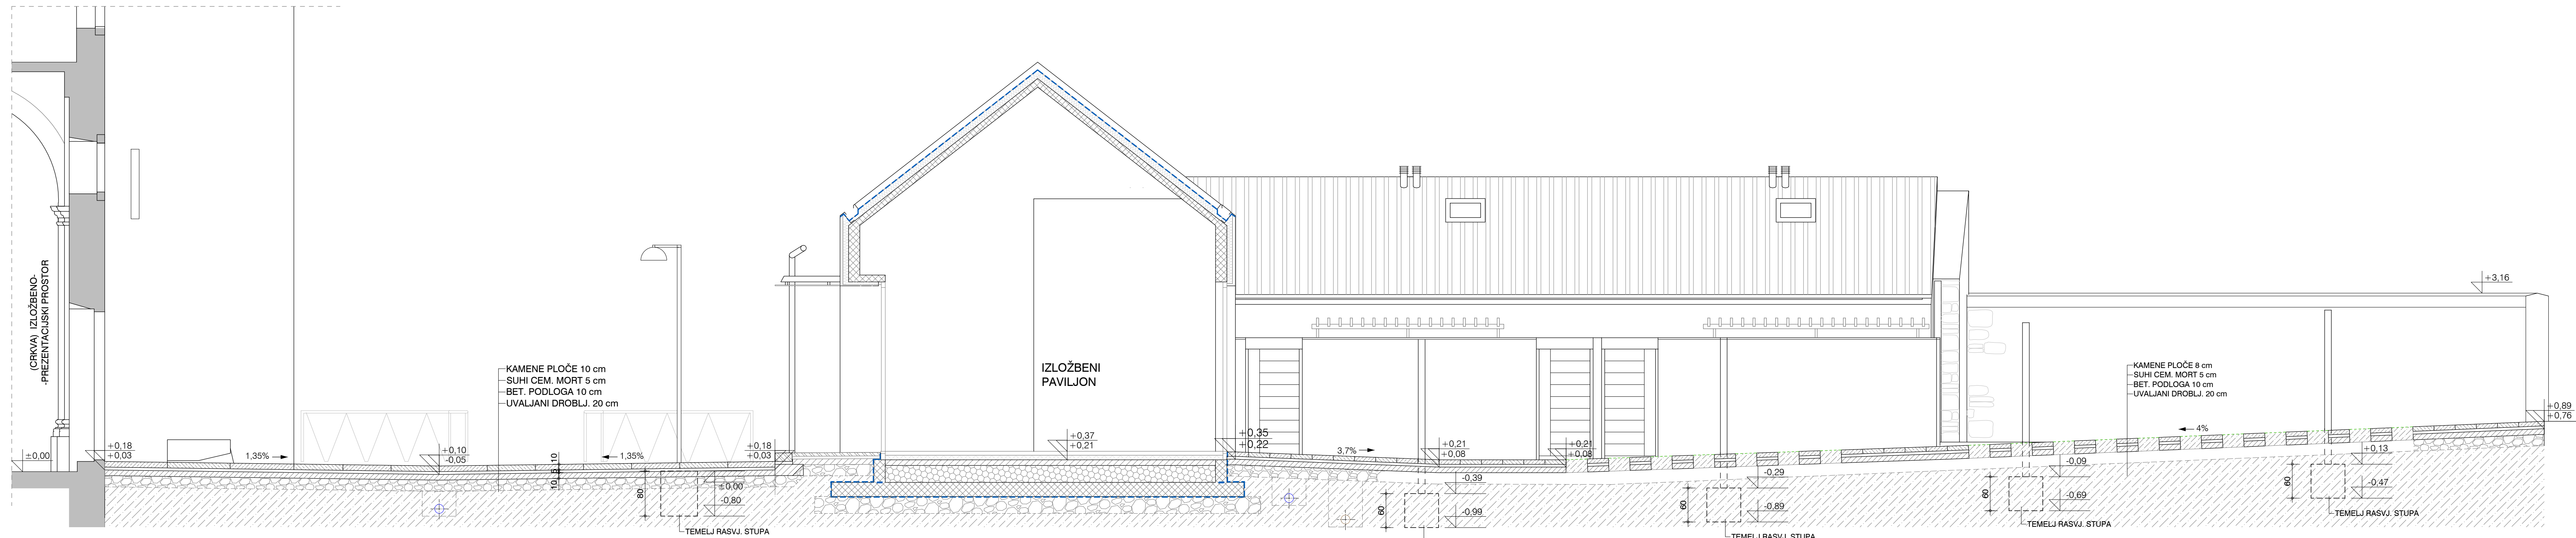 (CRKVA) IZLOŽBENO-
-PREZENTACIJSKI PROSTOR
±0,00
+0,18
+0,03
1,35%
KAMENE PLOČE 10 cm
SUHI CEM. MORT 5 cm
BET. PODLOGA 10 cm
UVALJANI DROBLJ. 20 cm
+0,10
-0,05
10 5 10
1,35%
80
±0,00
-0,80
TEMELJ RASVJ. STUPA
+0,18
+0,03
IZLOŽBENI
PAVILJON
+0,37
+0,21
+0,35
+0,22
3,7%
+0,21
+0,08
+0,21
+0,08
60
-0,39
-0,99
60
-0,29
-0,89
TEMELJ RASVJ. STUPA
60
-0,09
-0,69
TEMELJ RASVJ. STUPA
KAMENE PLOČE 8 cm
SUHI CEM. MORT 5 cm
BET. PODLOGA 10 cm
UVALJANI DROBLJ. 20 cm
4%
60
+0,13
-0.47
TEMELJ RASVJ. STUPA
+3,16
+0,89
+0,76